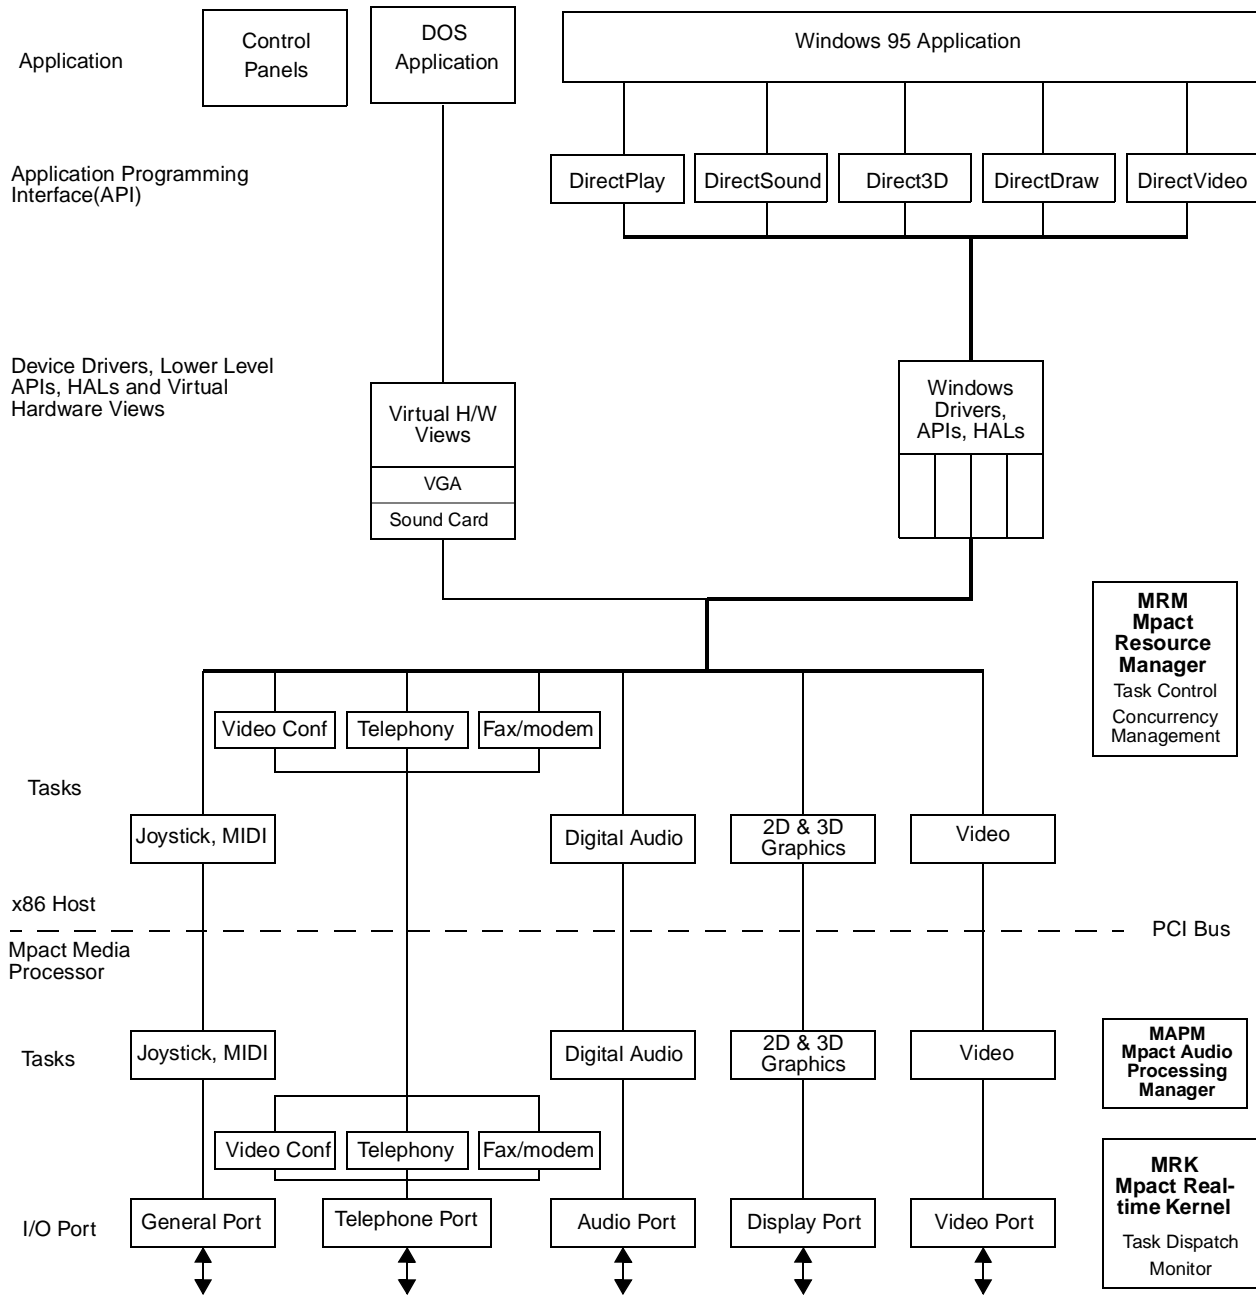 Application
Control
Panels
DOS
Application
Windows 95 Application
Application Programming
Interface(API)
DirectPlay
DirectSound
Direct3D
DirectDraw
DirectVideo
Device Drivers, Lower Level
APIs, HALs and Virtual
Hardware Views
Virtual H/W
Views
VGA
Sound Card
Windows
Drivers,
APIs, HALs
MRM
Mpact
Resource
Manager
Task Control
Concurrency
Management
Video Conf
Telephony
Fax/modem
Tasks
Joystick, MIDI
Digital Audio
2D & 3D
Graphics
Video
x86 Host
PCI Bus
Mpact Media
Processor
Tasks
Joystick, MIDI
Digital Audio
2D & 3D
Graphics
Video
MAPM
Mpact Audio
Processing
Manager
Video Conf
Telephony
Fax/modem
MRK
Mpact Real-
time Kernel
Task Dispatch
Monitor
I/O Port
General Port
Telephone Port
Audio Port
Display Port
Video Port